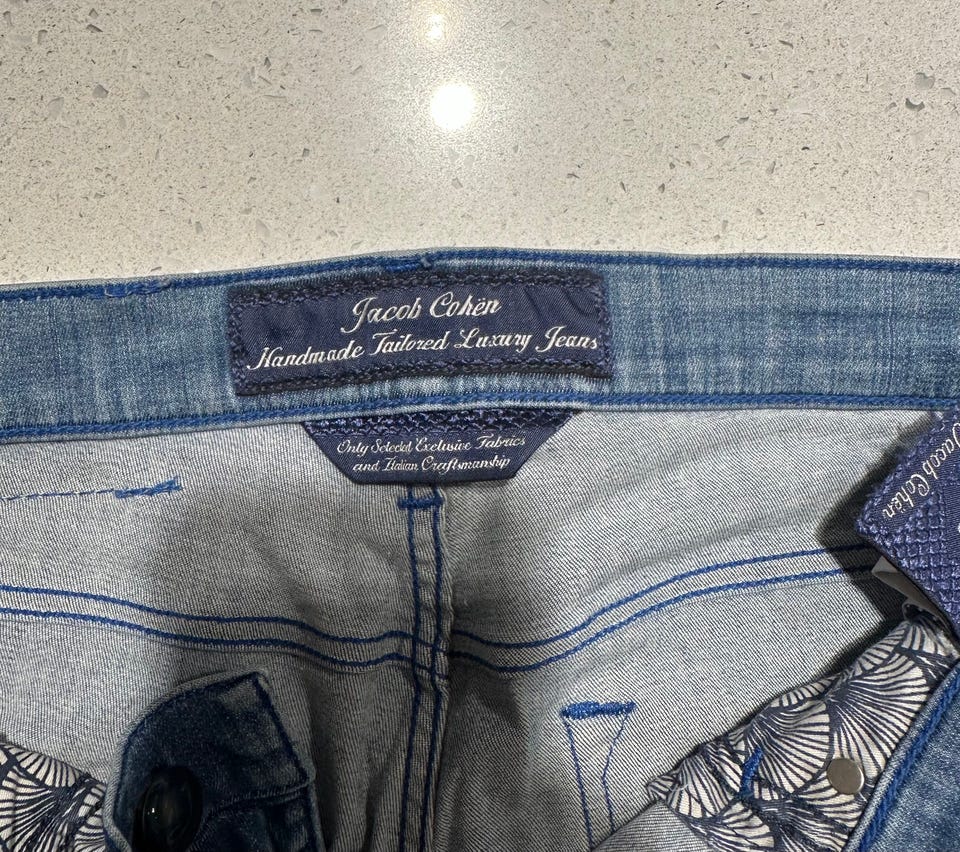 Jacob Cohën
Handmade Tailored Luxury Jeans
Only Selected Exclusive Fabrics
and Italian Craftsmanship
Jacob Cohën